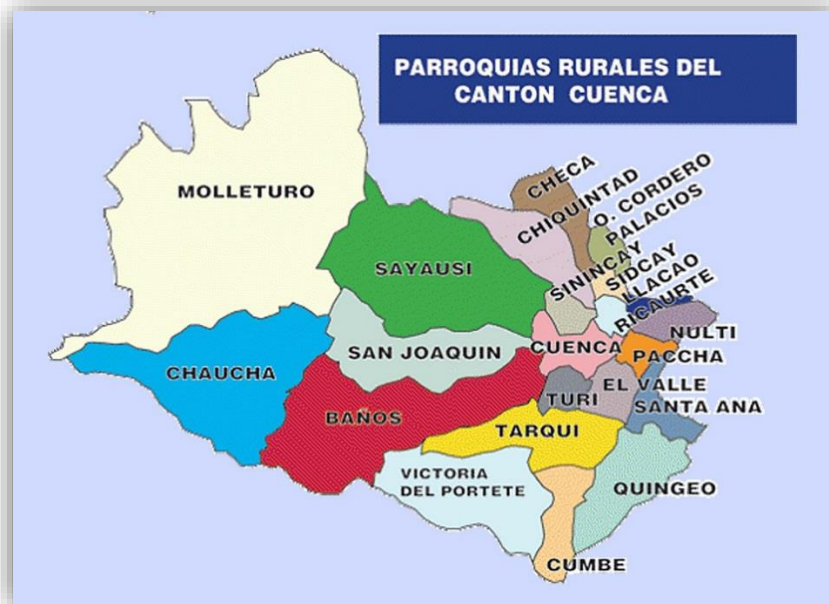 PARROQUIAS RURALES DEL
CANTON CUENCA
MOLLETURO
CHECA
CHIQUINTAD
O. CORDERO
PALACIOS
SAYAUSI
SININCAY
SIDCAY
LLACAO
RICAURTE
NULTI
CUENCA
SAN JOAQUIN
PACCHA
CHAUCHA
EL VALLE
TURI
SANTA ANA
BAÑOS
TARQUI
VICTORIA
DEL PORTETE
QUINGEO
CUMBE